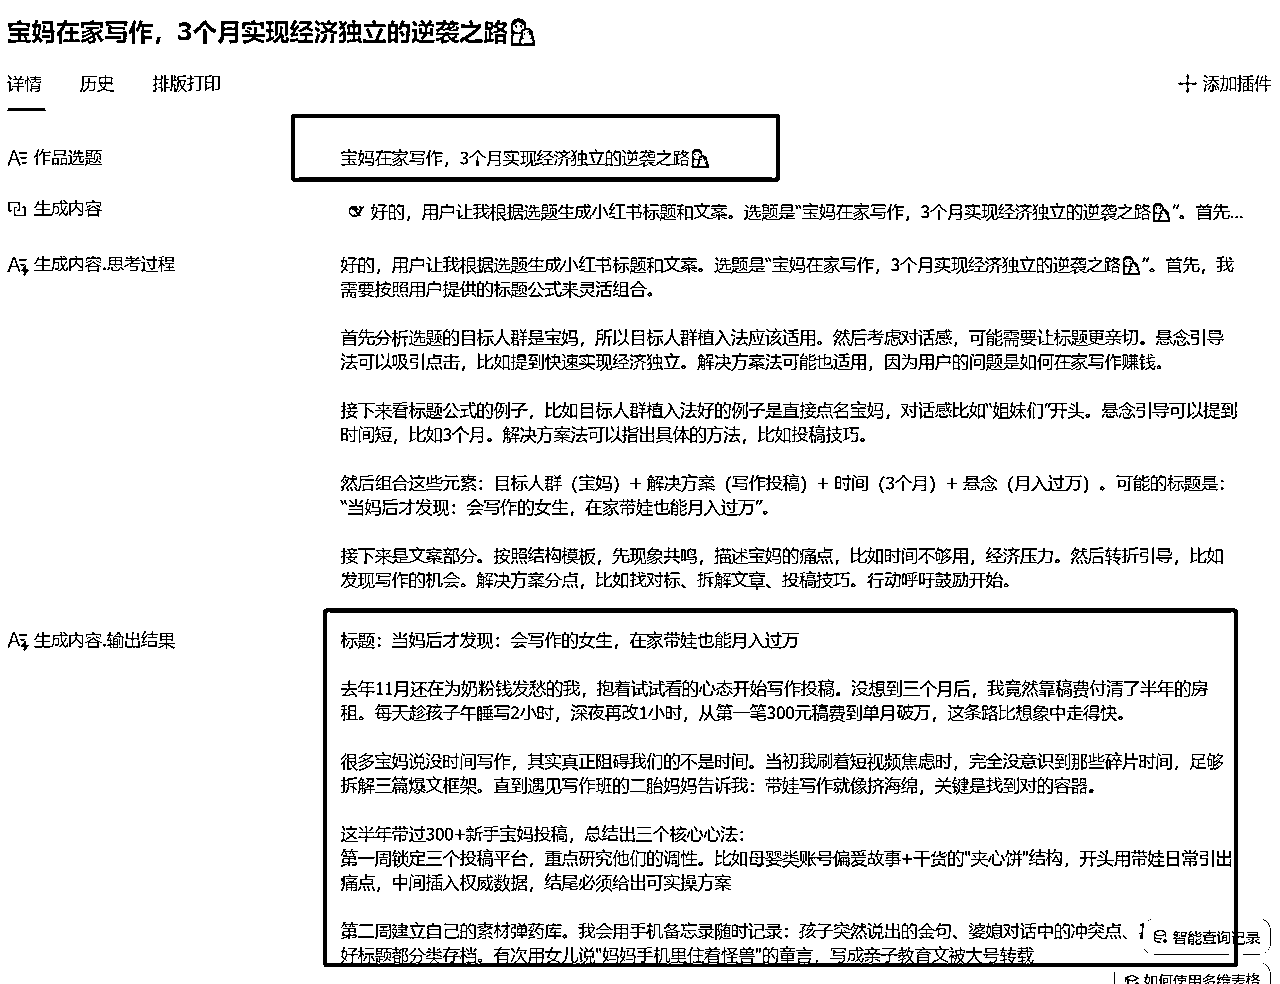 宝妈在家写作，3个月实现经济独立的逆袭之路
详情 历史 排版打印 添加插件
作品选题 宝妈在家写作，3个月实现经济独立的逆袭之路
生成内容 好的，用户让我根据选题生成小红书标题和文案。选题是“宝妈在家写作，3个月实现经济独立的逆袭之路”。首先...
生成内容.思考过程 好的，用户让我根据选题生成小红书标题和文案。选题是“宝妈在家写作，3个月实现经济独立的逆袭之路”。首先，我
需要按照用户提供的标题公式来灵活组合。
首先分析选题的目标人群是宝妈，所以目标人群植入法应该适用。然后考虑对话感，可能需要让标题更亲切。悬念引导
法可以吸引点击，比如提到快速实现经济独立。解决方案法可能也适用，因为用户的问题是如何在家写作赚钱。
接下来看标题公式的例子，比如目标人群植入法好的例子是直接点名宝妈，对话感比如“姐妹们”开头。悬念引导可以提到
时间短，比如3个月。解决方案法可以指出具体的方法，比如投稿技巧。
然后组合这些元素：目标人群（宝妈）+ 解决方案（写作投稿）+ 时间（3个月）+ 悬念（月入过万）。可能的标题是：
“当妈后才发现：会写作的女生，在家带娃也能月入过万”。
接下来是文案部分。按照结构模板，先现象共鸣，描述宝妈的痛点，比如时间不够用，经济压力。然后转折引导，比如
发现写作的机会。解决方案分点，比如找对标、拆解文章、投稿技巧。行动呼吁鼓励开始。
生成内容.输出结果 标题：当妈后才发现：会写作的女生，在家带娃也能月入过万
去年11月还在为奶粉钱发愁的我，抱着试试看的心态开始写作投稿。没想到三个月后，我竟然靠稿费付清了半年的房
租。每天趁孩子午睡写2小时，深夜再改1小时，从第一笔300元稿费到单月破万，这条路比想象中走得快。
很多宝妈说没时间写作，其实真正阻碍我们的不是时间。当初我刷着短视频焦虑时，完全没意识到那些碎片时间，足够
拆解三篇爆文框架。直到遇见写作班的二胎妈妈告诉我：带娃写作就像挤海绵，关键是找到对的容器。
这半年带过300+新手宝妈投稿，总结出三个核心心法：
第一周锁定三个投稿平台，重点研究他们的调性。比如母婴类账号偏爱故事+干货的"夹心饼"结构，开头用带娃日常引出
痛点，中间插入权威数据，结尾必须给出可实操方案
第二周建立自己的素材弹药库。我会用手机备忘录随时记录：孩子突然说出的金句、婆媳对话中的冲突点、
智能查询记录
好标题都分类存档。有次用女儿说"妈妈手机里住着怪兽"的童言，写成亲子教育文被大号转载
如何使用多维表格